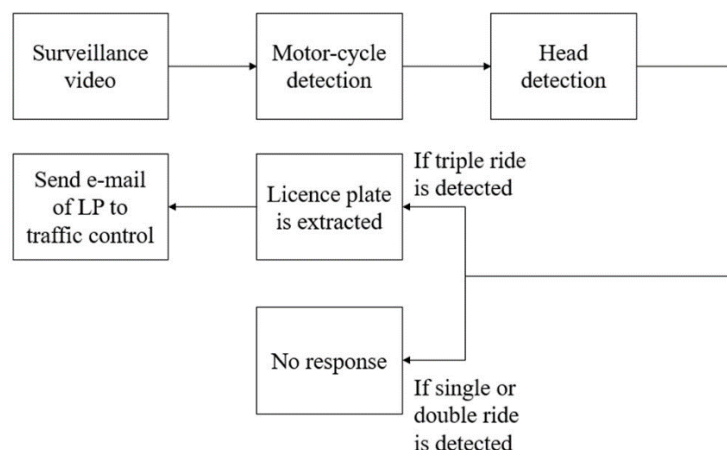 Surveillance
video
Motor-cycle
detection
Head
detection
Send e-mail
of LP to
traffic control
Licence plate
is extracted
If triple ride
is detected
No response
If single or
double ride
is detected